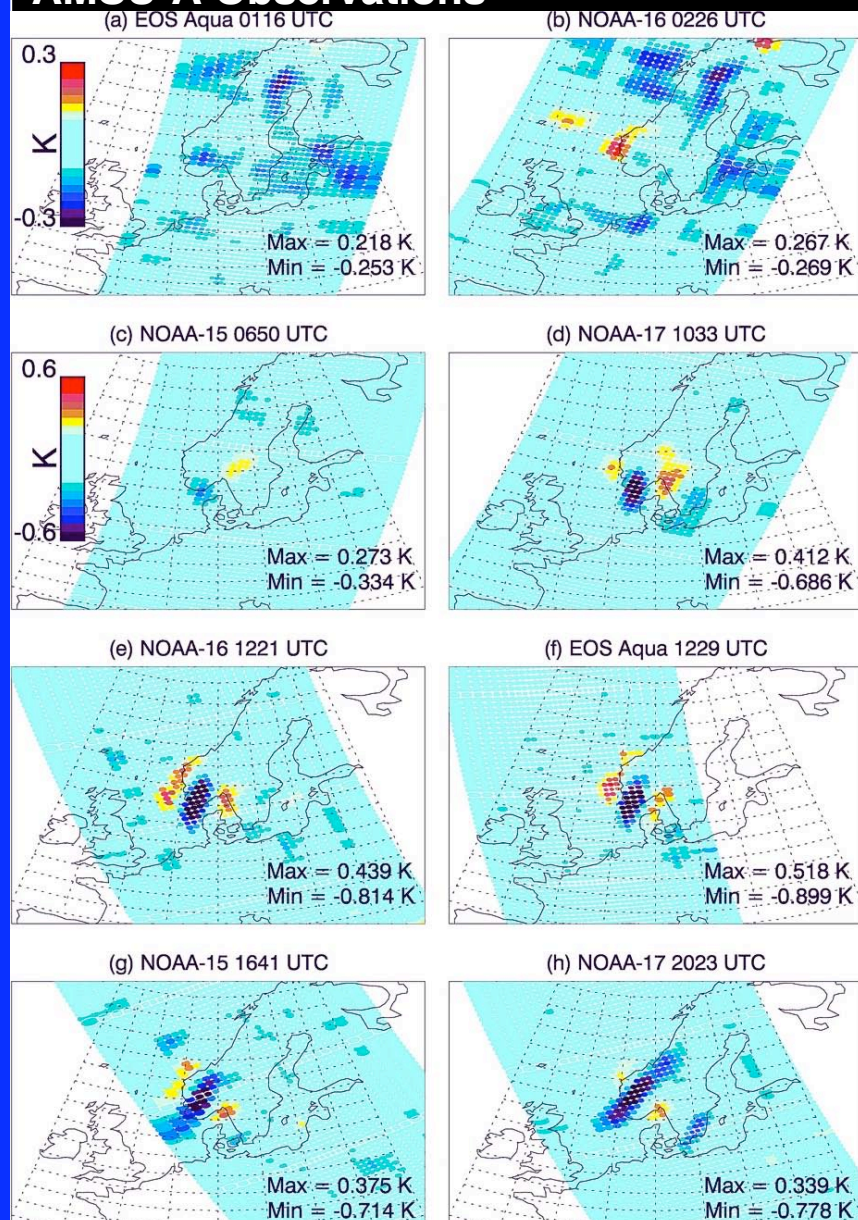 AMSU-A Observations
(a) EOS Aqua 0116 UTC
0.3
K
-0.3
Max = 0.218 K
Min = -0.253 K
(b) NOAA-16 0226 UTC
Max = 0.267 K
Min = -0.269 K
(c) NOAA-15 0650 UTC
0.6
K
-0.6
Max = 0.273 K
Min = -0.334 K
(d) NOAA-17 1033 UTC
Max = 0.412 K
Min = -0.686 K
(e) NOAA-16 1221 UTC
Max = 0.439 K
Min = -0.814 K
(f) EOS Aqua 1229 UTC
Max = 0.518 K
Min = -0.899 K
(g) NOAA-15 1641 UTC
Max = 0.375 K
Min = -0.714 K
(h) NOAA-17 2023 UTC
Max = 0.339 K
Min = -0.778 K